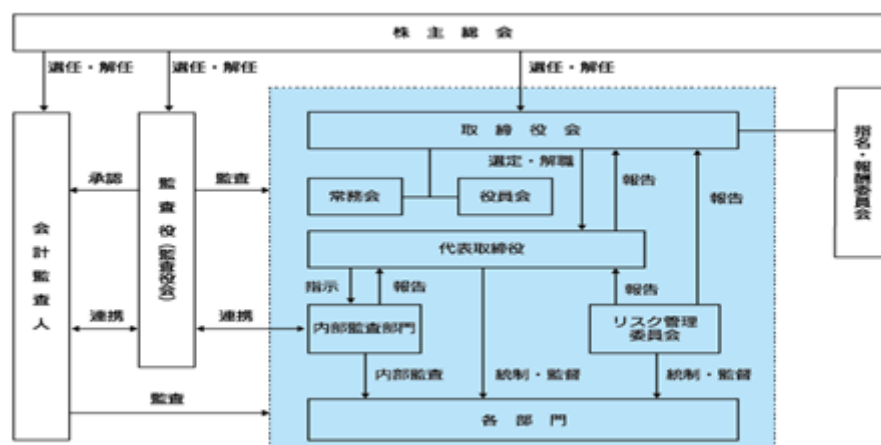 株主総会
選任・解任
選任・解任
選任・解任
取締役会
指名・報酬委員会
選定・解職
報告
報告
承認
監査
常務会
役員会
会計監査人
監査役(監査役会)
代表取締役
指示
報告
報告
連携
連携
内部監査部門
リスク管理
委員会
内部監査
統制・監督
統制・監督
監査
各部門